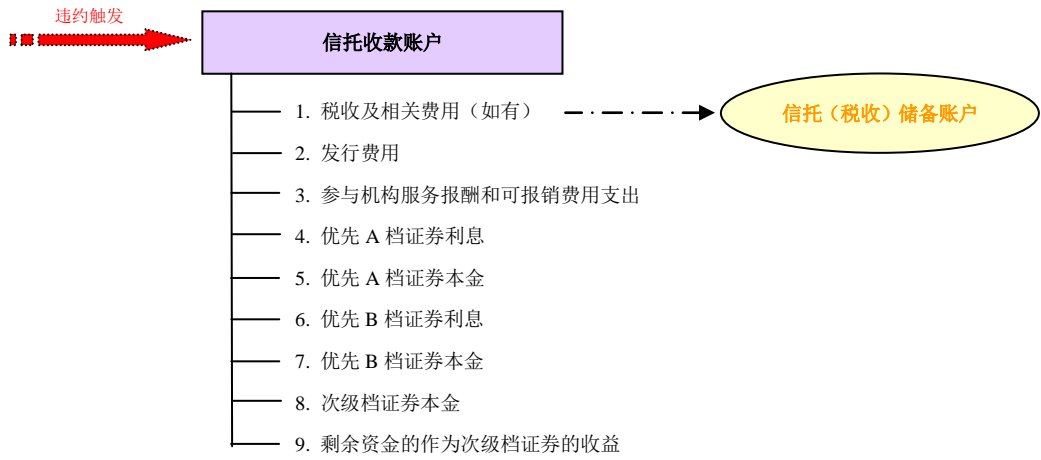 违约触发
信托收款账户
1. 税收及相关费用（如有）
信托（税收）储备账户
2. 发行费用
3. 参与机构服务报酬和可报销费用支出
4. 优先 A 档证券利息
5. 优先 A 档证券本金
6. 优先 B 档证券利息
7. 优先 B 档证券本金
8. 次级档证券本金
9. 剩余资金的作为次级档证券的收益